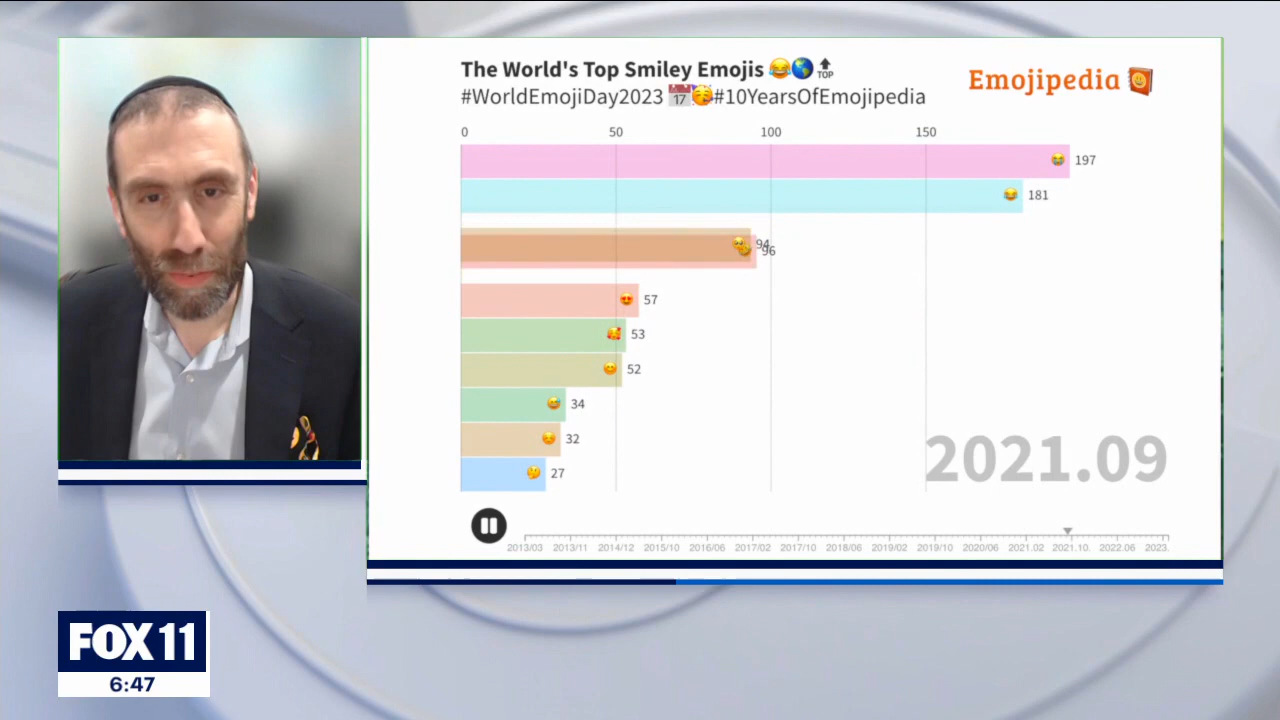 The World's Top Smiley Emojis 😂🌎🔝
#WorldEmojiDay2023 📅🥳#10YearsOfEmojipedia
Emojipedia
0 50 100 150
197
181
94
96
57
53
52
34
32
27
2021.09
2013/03 2013/11 2014/12 2015/10 2016/06 2017/02 2017/10 2018/06 2019/02 2019/10 2020/06 2021.02 2021.10. 2022.06 2023.
FOX 11
6:47